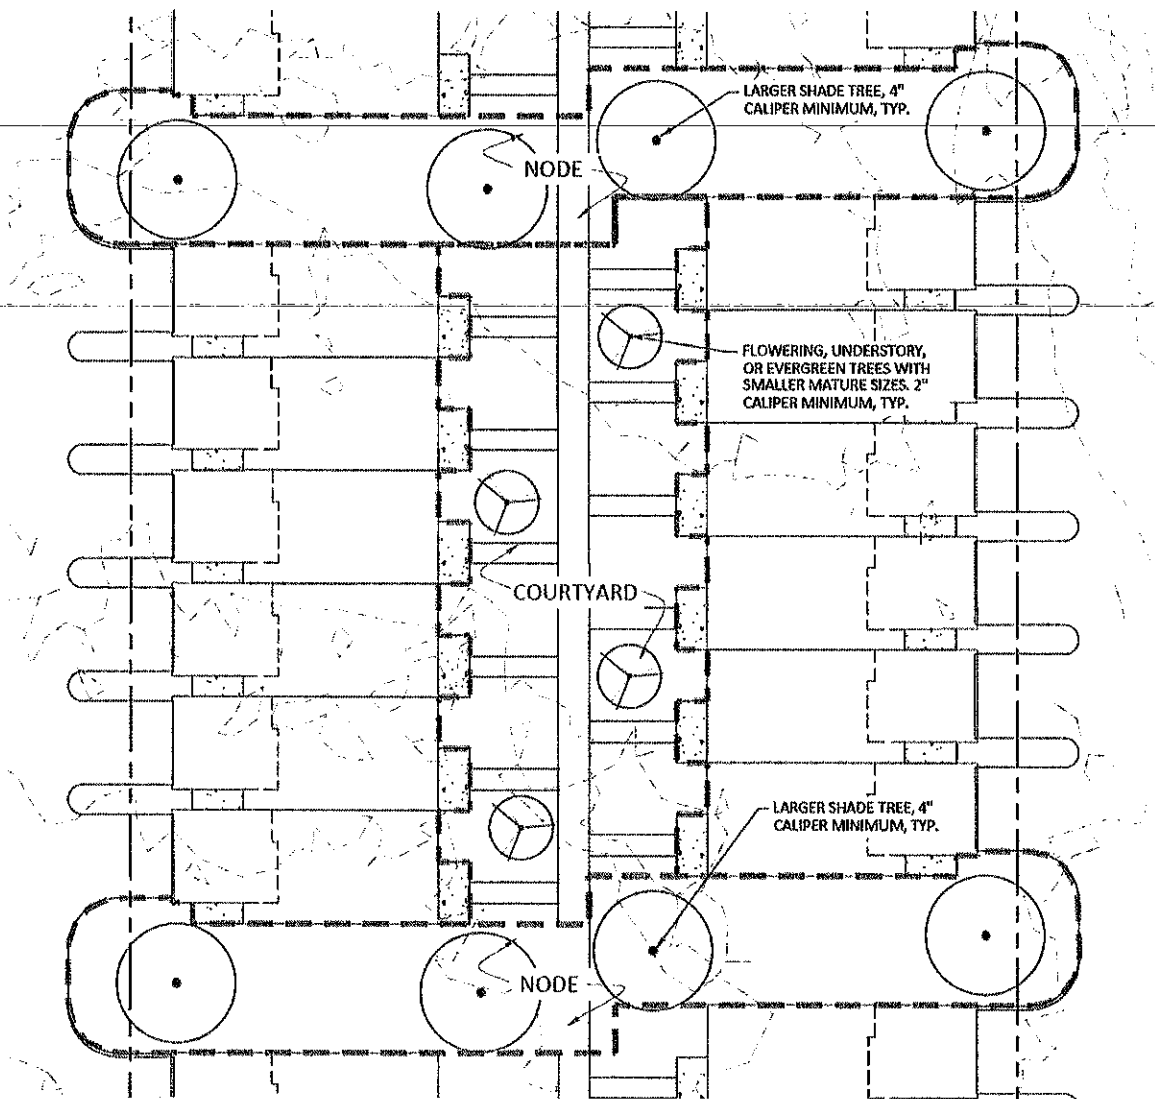 LARGER SHADE TREE, 4"
CALIPER MINIMUM, TYP.
NODE
FLOWERING, UNDERSTORY,
OR EVERGREEN TREES WITH
SMALLER MATURE SIZES. 2"
CALIPER MINIMUM, TYP.
COURTYARD
LARGER SHADE TREE, 4"
CALIPER MINIMUM, TYP.
NODE